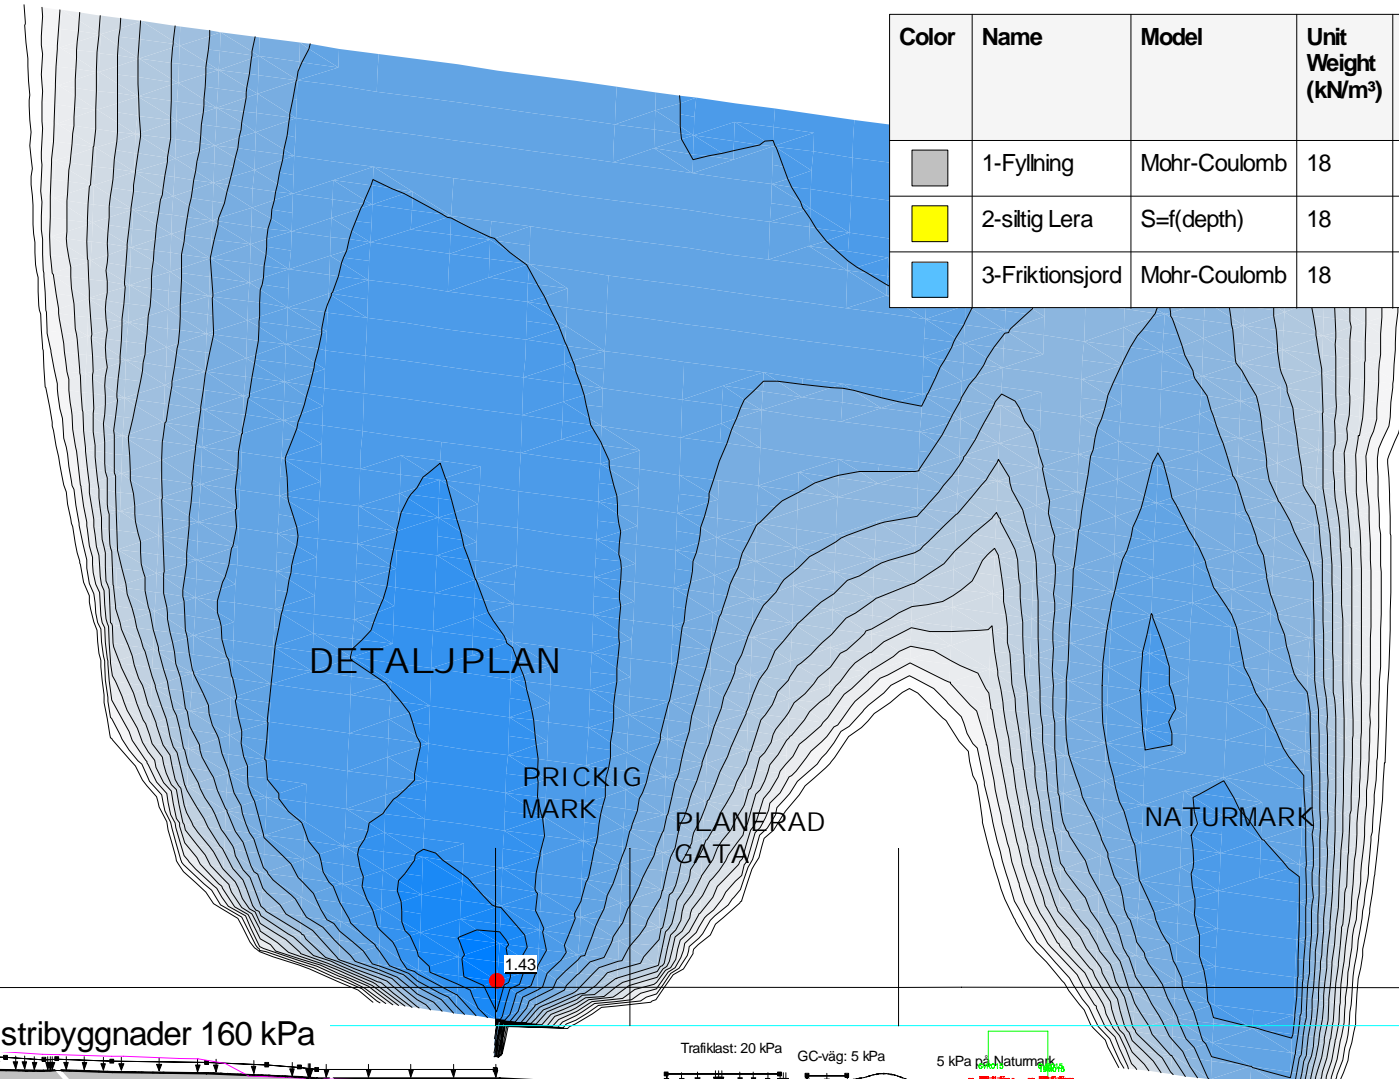 Color Name Model Unit Weight (kN/m³)
1-Fyllning Mohr-Coulomb 18
2-siltig Lera S=f(depth) 18
3-Friktionsjord Mohr-Coulomb 18
DETALJPLAN
PRICKIG
MARK
PLANERAD
GATA
NATURMARK
1.43
stribyggnader 160 kPa
Trafiklast: 20 kPa
GC-väg: 5 kPa
5 kPa på Naturmark